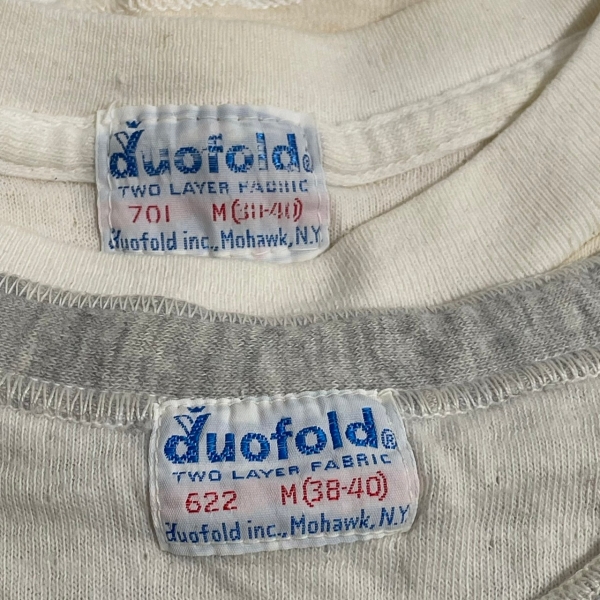 duofold®
TWO LAYER FABRIC
701 M(38-40)
duofold inc., Mohawk, N.Y.
duofold®
TWO LAYER FABRIC
622 M(38-40)
duofold inc., Mohawk, N.Y.